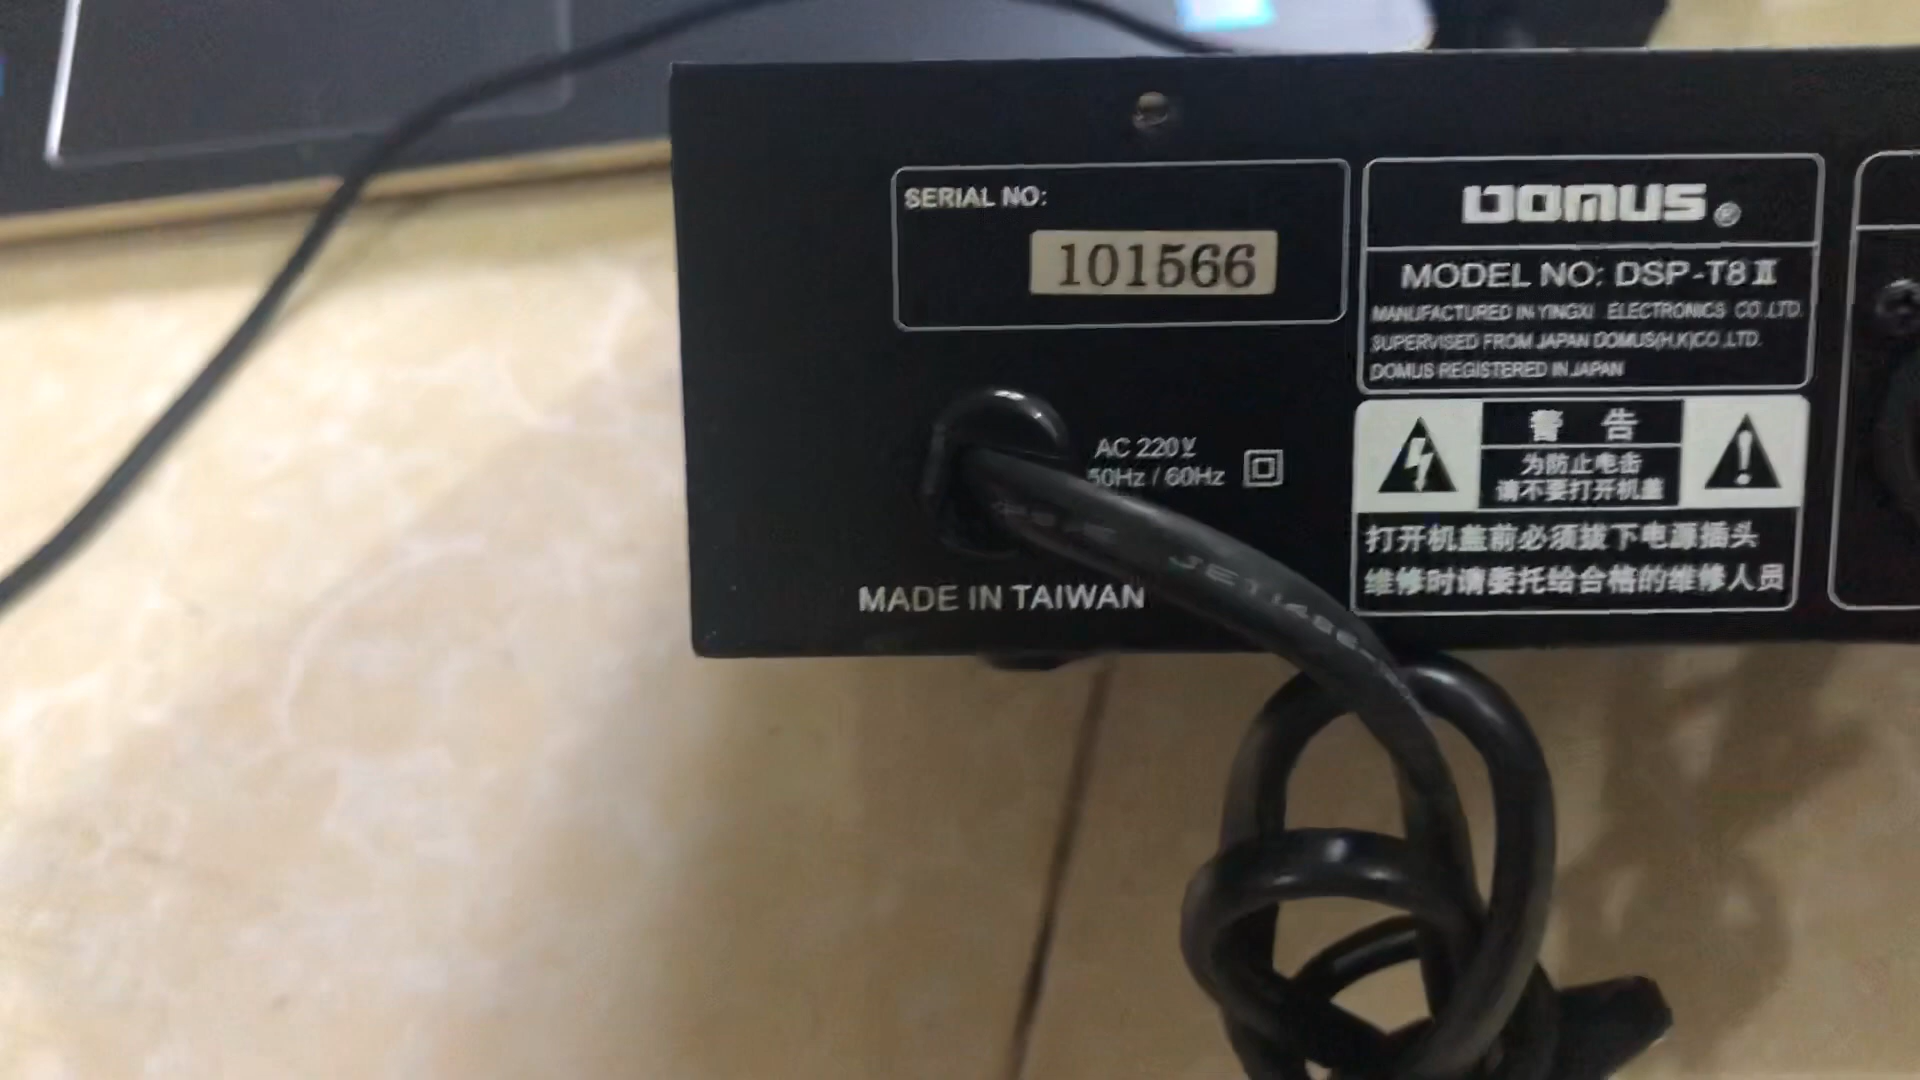 SERIAL NO:
101566
DOMUS®
MODEL NO: DSP-T8Ⅱ
MANUFACTURED IN YINGXI ELECTRONICS CO.,LTD.
SUPERVISED FROM JAPAN DOMUS(H.K)CO.,LTD.
DOMUS REGISTERED IN JAPAN
AC 220V
50Hz / 60Hz
警 告
为防止电击
请不要打开机盖
打开机盖前必须拔下电源插头
维修时请委托给合格的维修人员
MADE IN TAIWAN